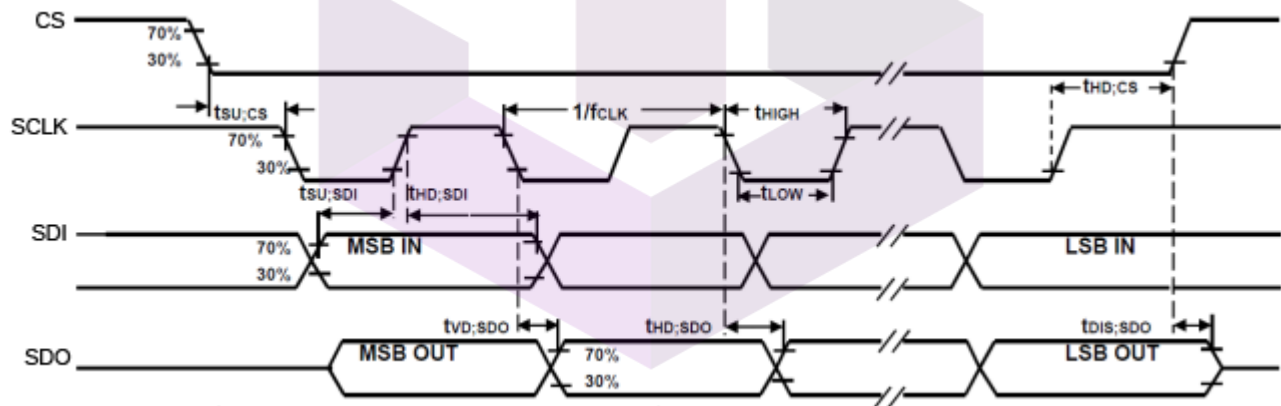 CS
70%
30%
tSU;CS
1/fCLK
tHIGH
tHD;CS
SCLK
70%
30%
tSU;SDI
tHD;SDI
tLOW
SDI
70%
30%
MSB IN
LSB IN
tVD;SDO
tHD;SDO
tDIS;SDO
SDO
MSB OUT
70%
30%
LSB OUT